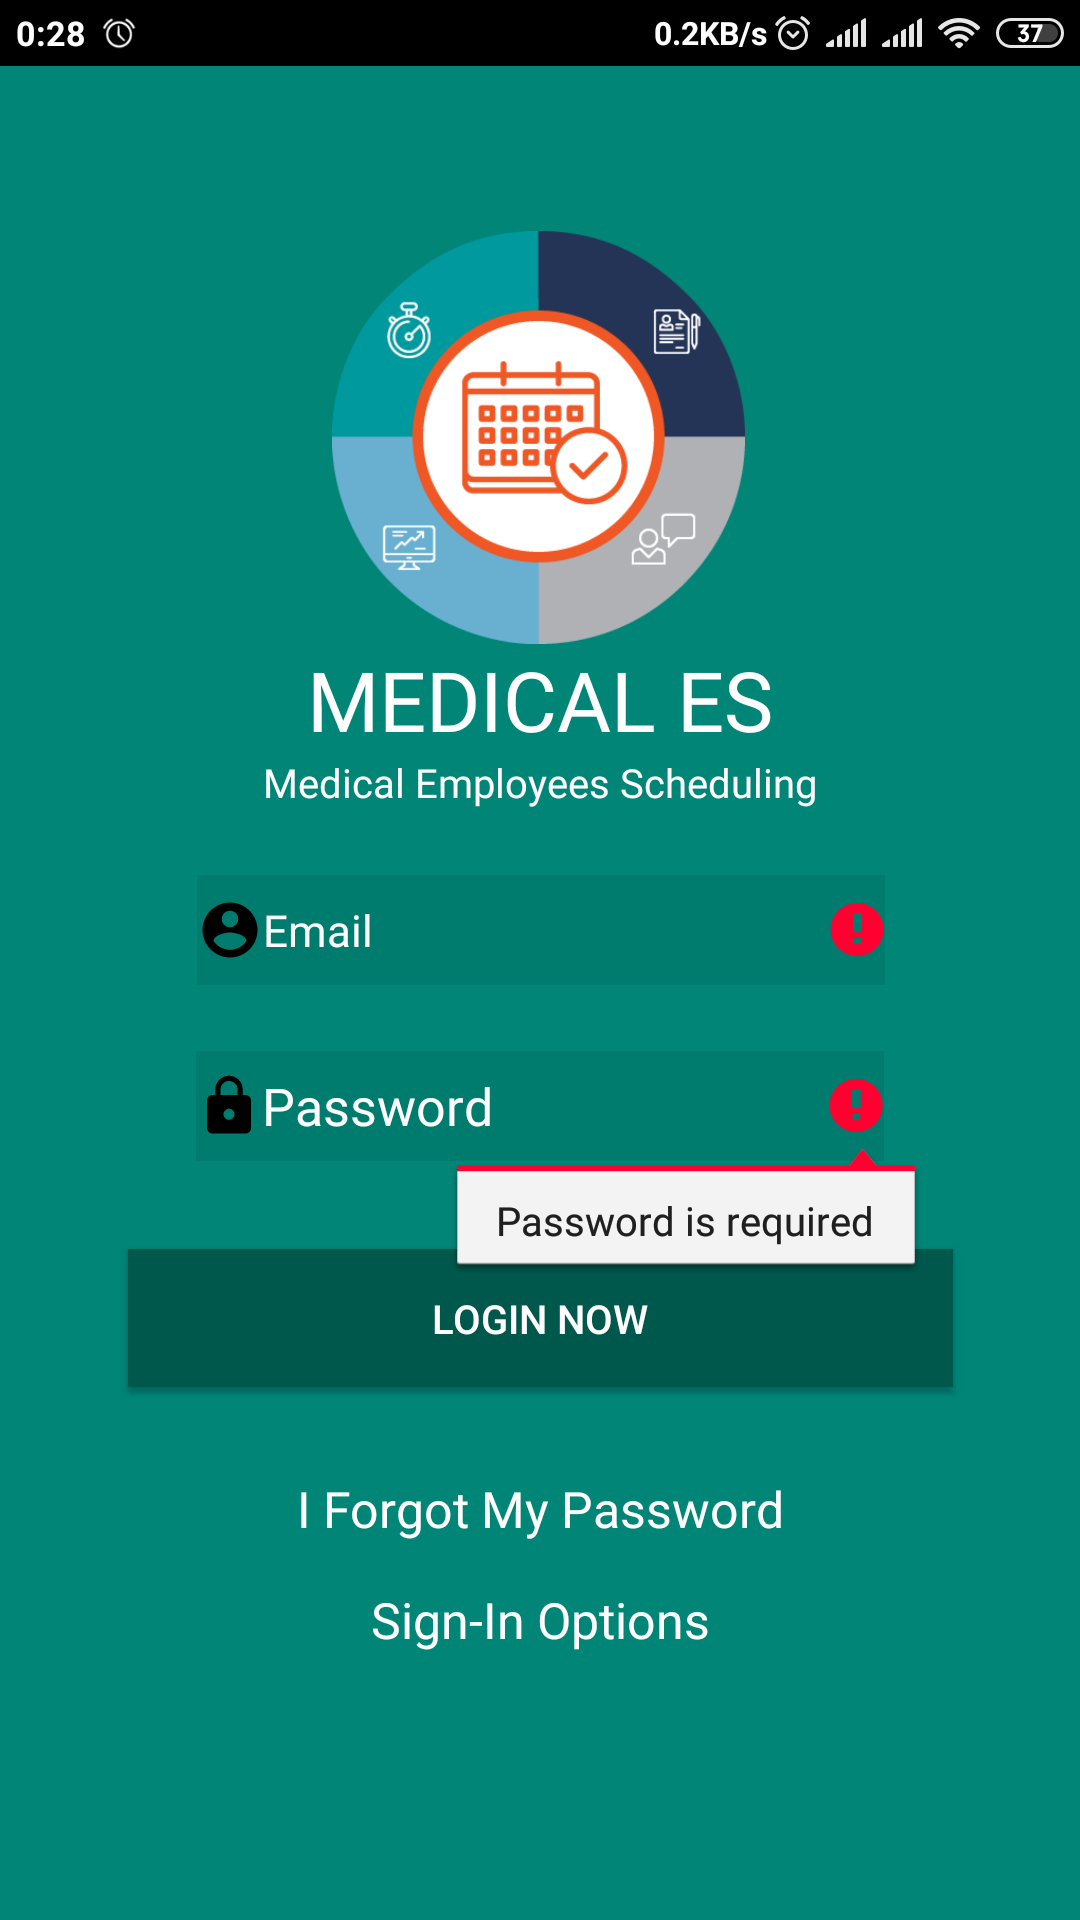 0:28
0.2KB/s
37
MEDICAL ES
Medical Employees Scheduling
Email
Password
Password is required
LOGIN NOW
I Forgot My Password
Sign-In Options